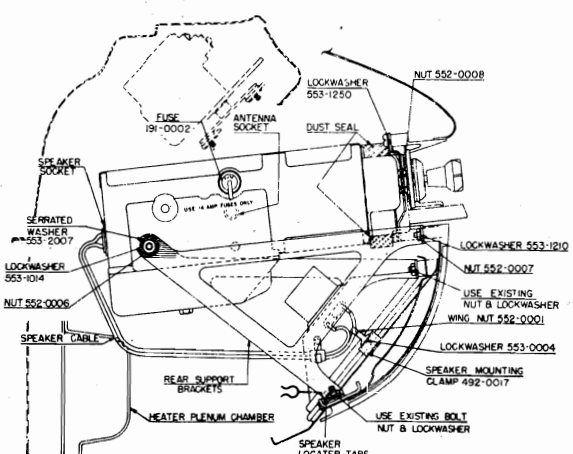 NUT 552-0008
LOCKWASHER
553-1250
FUSE
191-0002
ANTENNA
SOCKET
DUST SEAL
SPEAKER
SOCKET
USE 14 AMP FUSES ONLY
SERRATED
WASHER
553-2007
LOCKWASHER 553-1210
LOCKWASHER
553-1014
NUT 552-0007
NUT 552-0006
USE EXISTING
NUT & LOCKWASHER
WING NUT 552-0001
SPEAKER CABLE
LOCKWASHER 553-0004
SPEAKER MOUNTING
CLAMP 492-0017
REAR SUPPORT
BRACKETS
HEATER PLENUM CHAMBER
USE EXISTING BOLT
NUT & LOCKWASHER
SPEAKER
LOCATER TABS